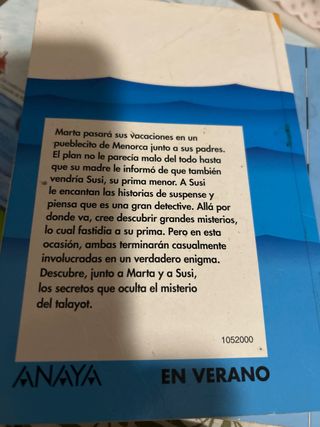 Marta pasará sus vacaciones en un
pueblecito de Menorca junto a sus padres.
El plan no le parecía malo del todo hasta
que su madre le informó de que también
vendría Susi, su prima menor. A Susi
le encantan las historias de suspense y
piensa que es una gran detective. Allá por
donde va, cree descubrir grandes misterios,
lo cual fastidia a su prima. Pero en esta
ocasión, ambas terminarán casualmente
involucradas en un verdadero enigma.
Descubre, junto a Marta y a Susi,
los secretos que oculta el misterio
del talayot.
1052000
ANAYA EN VERANO